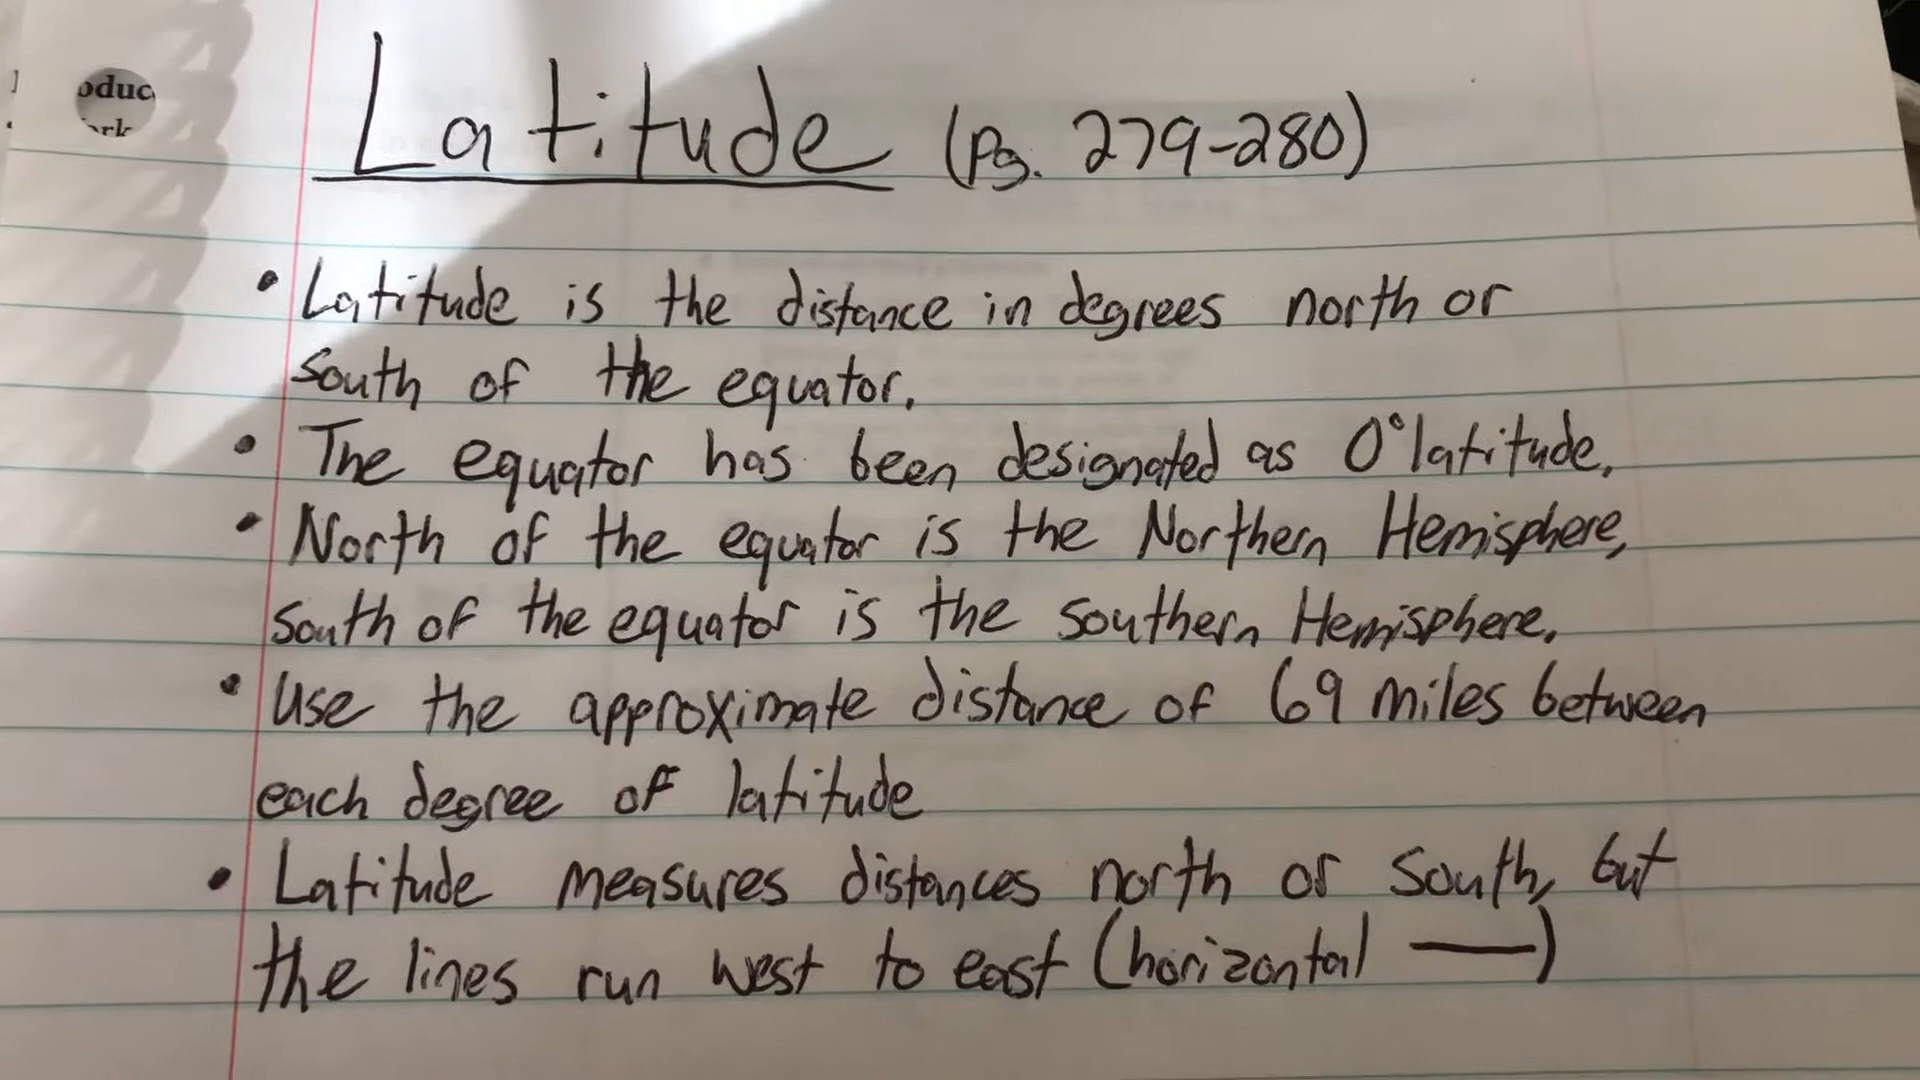 oduc
ork
Latitude (Pg. 279-280)
• Latitude is the distance in degrees north or
south of the equator.
• The equator has been designated as 0° latitude.
• North of the equator is the Northern Hemisphere,
south of the equator is the southern Hemisphere.
• Use the approximate distance of 69 miles between
each degree of latitude
• Latitude measures distances north or south, but
the lines run west to east (horizontal —)